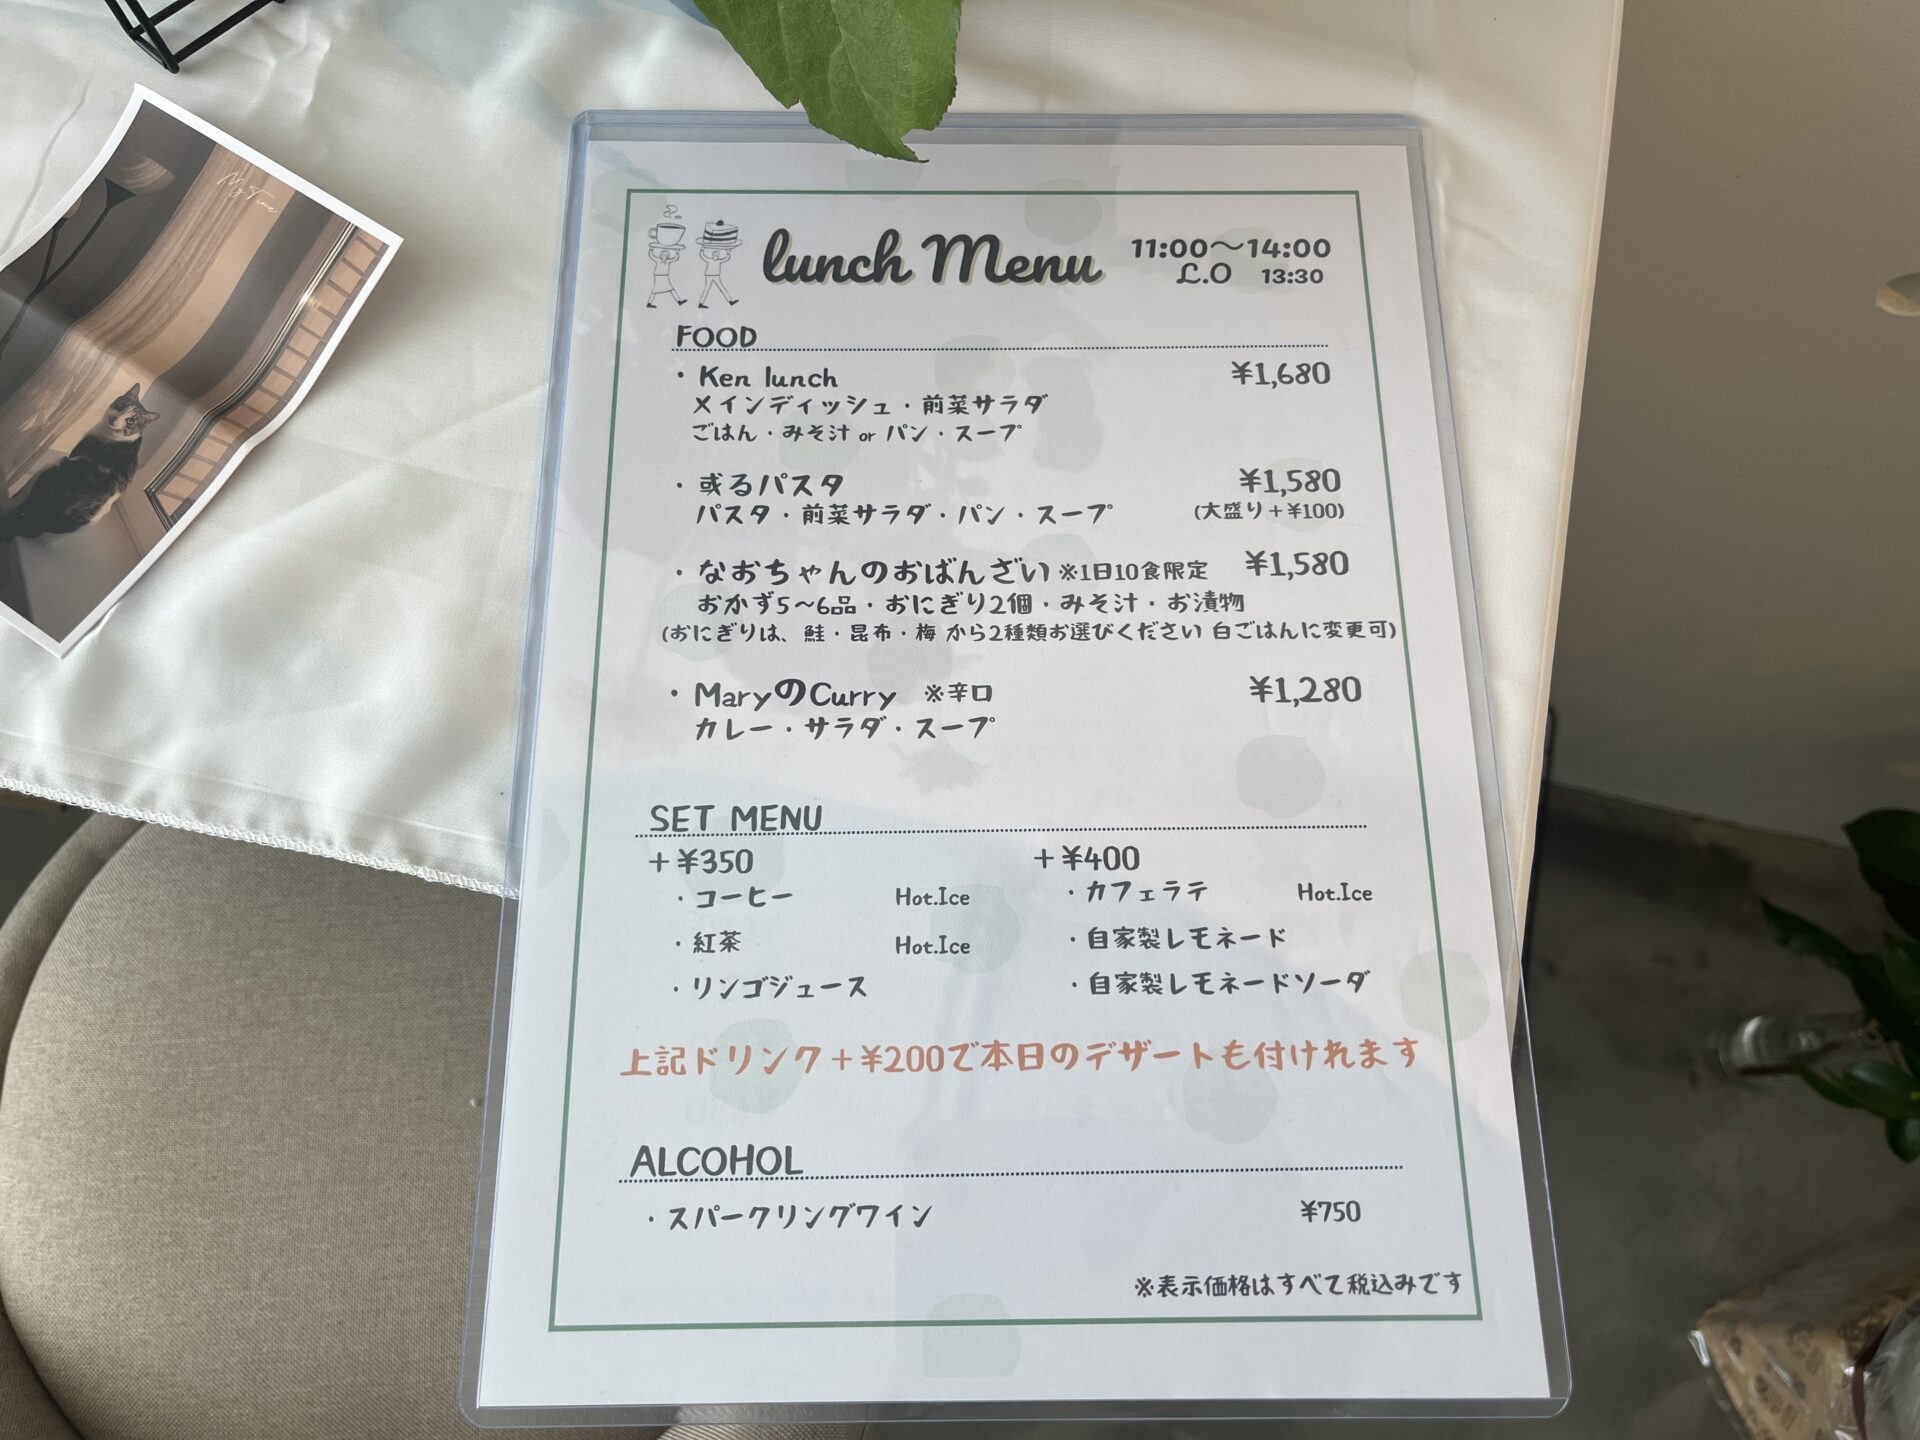 My Time
lunch Menu 11:00～14:00
L.O 13:30
FOOD
・Ken lunch ¥1,680
メインディッシュ・前菜サラダ
ごはん・みそ汁 or パン・スープ
・或るパスタ ¥1,580
パスタ・前菜サラダ・パン・スープ (大盛り＋¥100)
・なおちゃんのおばんざい ※1日10食限定 ¥1,580
おかず5～6品・おにぎり2個・みそ汁・お漬物
(おにぎりは、鮭・昆布・梅 から2種類お選びください 白ごはんに変更可)
・MaryのCurry ※辛口 ¥1,280
カレー・サラダ・スープ
SET MENU
＋¥350
・コーヒー Hot.Ice
・紅茶 Hot.Ice
・リンゴジュース
＋¥400
・カフェラテ Hot.Ice
・自家製レモネード
・自家製レモネードソーダ
上記ドリンク＋¥200で本日のデザートも付けれます
ALCOHOL
・スパークリングワイン ¥750
※表示価格はすべて税込みです